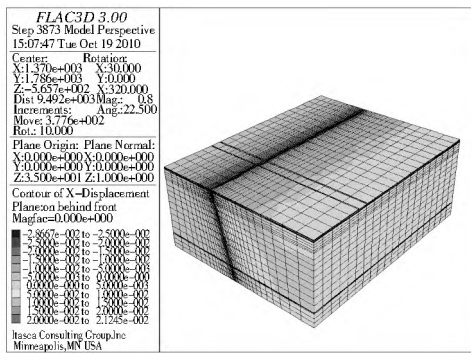 FLAC3D 3.00
Step 3873 Model Perspective
15:07:47 Tue Oct 19 2010
Center: Rotation:
X:1.370e+003 X:30.000
Y:1.786e+003 Y:0.000
Z:-5.657e+002 X:320.000
Dist 9.492e+003 Mag.: 0.8
Increments: Ang.:22.500
Move: 3.776e+002
Rot.: 10.000
Plane Origin: Plane Normal:
X:0.000e+000 X:0.000e+000
Y:0.000e+000 Y:0.000e+000
Z:3.500e+001 Z:1.000e+000
Contour of X-Displacement
Plane:on behind front
Magfac=0.000e+000
-2.8667e-002 to -2.5000e-002
-2.5000e-002 to -2.0000e-002
-2.0000e-002 to -1.5000e-002
-1.5000e-002 to -1.0000e-002
-1.0000e-002 to -5.0000e-003
-5.0000e-003 to 0.0000e+000
0.0000e+000 to 5.0000e-003
5.0000e-003 to 1.0000e-002
1.0000e-002 to 1.5000e-002
1.5000e-002 to 2.0000e-002
2.0000e-002 to 2.1245e-002
Itasca Consulting Group.Inc
Minneapolis,MN USA